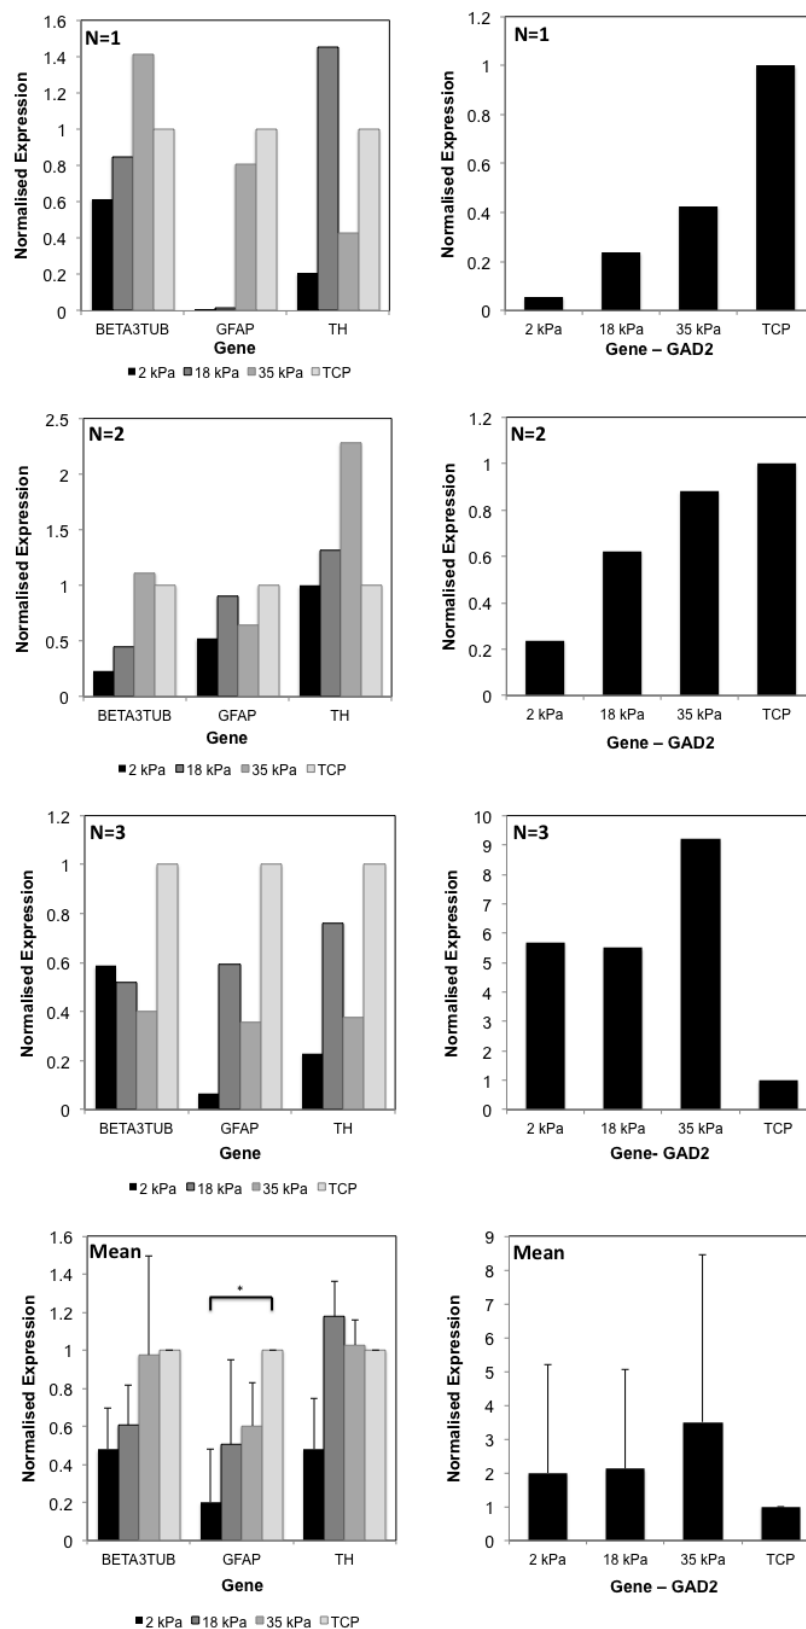 N=1
Normalised Expression
1.6
1.4
1.2
1
0.8
0.6
0.4
0.2
0
BETA3TUB GFAP TH
Gene
2 kPa 18 kPa 35 kPa TCP
N=1
Normalised Expression
1.2
1
0.8
0.6
0.4
0.2
0
2 kPa 18 kPa 35 kPa TCP
Gene – GAD2
N=2
Normalised Expression
2.5
2
1.5
1
0.5
0
BETA3TUB GFAP TH
Gene
2 kPa 18 kPa 35 kPa TCP
N=2
Normalised Expression
1.2
1
0.8
0.6
0.4
0.2
0
2 kPa 18 kPa 35 kPa TCP
Gene – GAD2
N=3
Normalised Expression
1.2
1
0.8
0.6
0.4
0.2
0
BETA3TUB GFAP TH
Gene
2 kPa 18 kPa 35 kPa TCP
N=3
Normalised Expression
10
9
8
7
6
5
4
3
2
1
0
2 kPa 18 kPa 35 kPa TCP
Gene- GAD2
Mean
Normalised Expression
1.6
1.4
1.2
1
0.8
0.6
0.4
0.2
0
*
BETA3TUB GFAP TH
Gene
2 kPa 18 kPa 35 kPa TCP
Mean
Normalised Expression
9
8
7
6
5
4
3
2
1
0
2 kPa 18 kPa 35 kPa TCP
Gene – GAD2